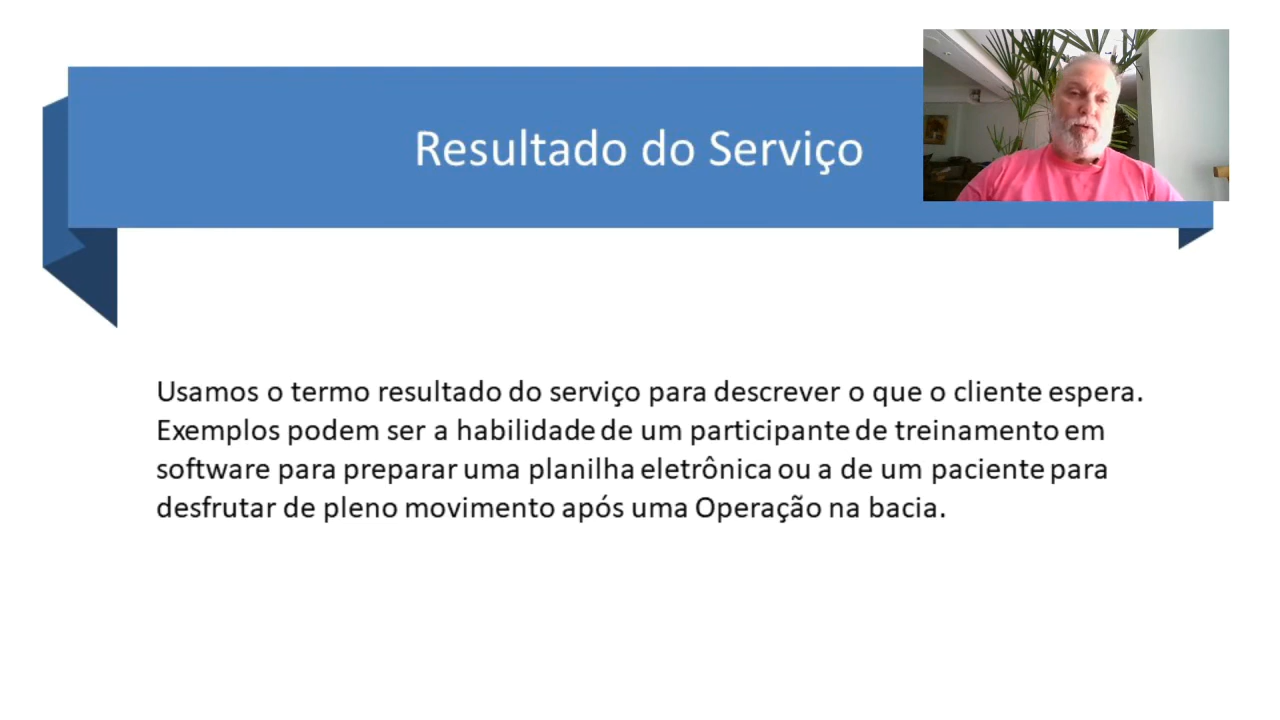 Resultado do Serviço
Usamos o termo resultado do serviço para descrever o que o cliente espera.
Exemplos podem ser a habilidade de um participante de treinamento em
software para preparar uma planilha eletrônica ou a de um paciente para
desfrutar de pleno movimento após uma Operação na bacia.